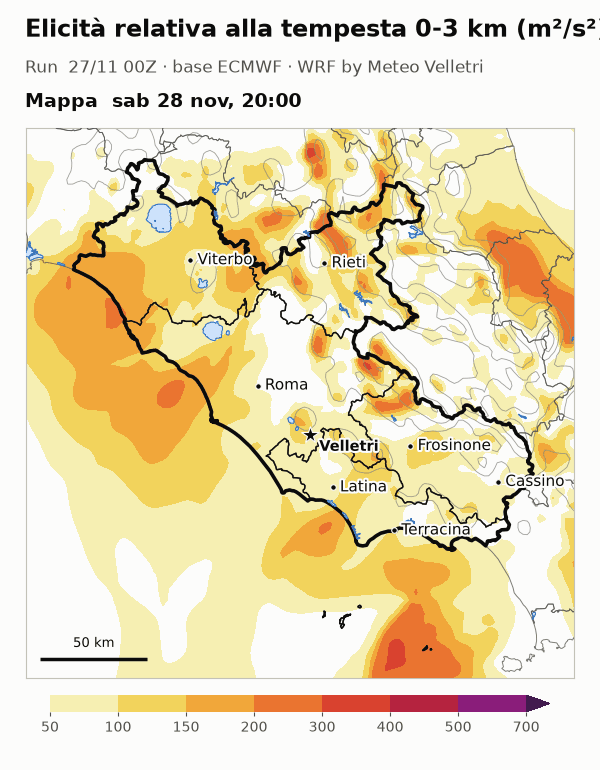 Elicità relativa alla tempesta 0-3 km (m²/s²)
Run 27/11 00Z · base ECMWF · WRF by Meteo Velletri
Mappa sab 28 nov, 20:00
Viterbo
Rieti
Roma
Velletri
Frosinone
Cassino
Latina
Terracina
50 km
50 100 150 200 300 400 500 700